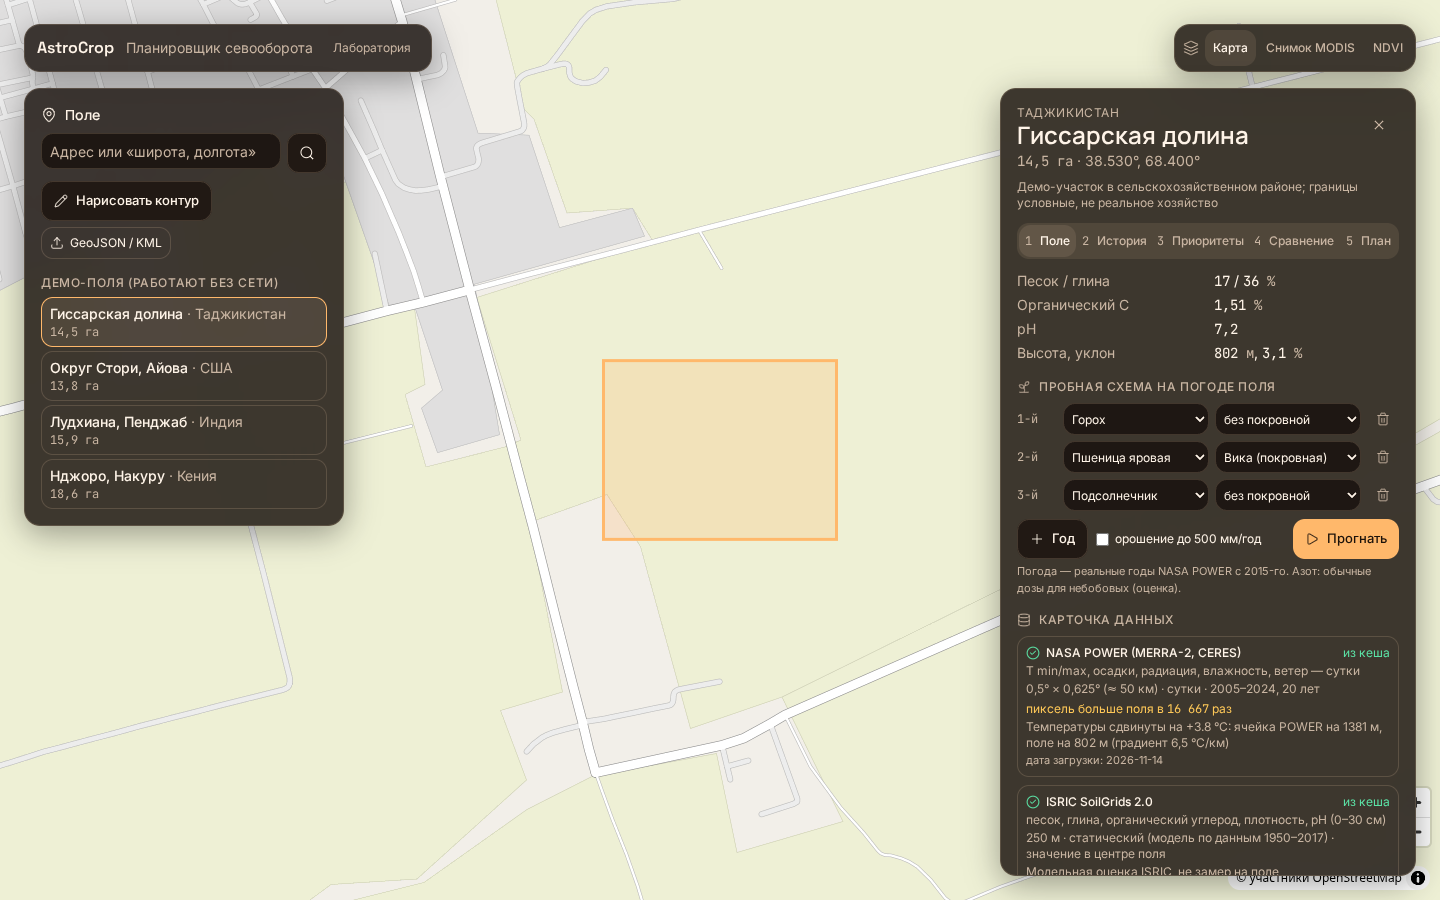 AstroCrop Планировщик севооборота Лаборатория
Карта Снимок MODIS NDVI
Поле
Адрес или «широта, долгота»
Нарисовать контур
GeoJSON / KML
ДЕМО-ПОЛЯ (РАБОТАЮТ БЕЗ СЕТИ)
Гиссарская долина · Таджикистан
14,5 га
Округ Стори, Айова · США
13,8 га
Лудхиана, Пенджаб · Индия
15,9 га
Нджоро, Накуру · Кения
18,6 га
ТАДЖИКИСТАН
Гиссарская долина
14,5 га · 38.530°, 68.400°
Демо-участок в сельскохозяйственном районе; границы
условные, не реальное хозяйство
1 Поле 2 История 3 Приоритеты 4 Сравнение 5 План
Песок / глина 17 / 36 %
Органический C 1,51 %
pH 7,2
Высота, уклон 802 м, 3,1 %
ПРОБНАЯ СХЕМА НА ПОГОДЕ ПОЛЯ
1-й Горох без покровной
2-й Пшеница яровая Вика (покровная)
3-й Подсолнечник без покровной
Год орошение до 500 мм/год Прогнать
Погода — реальные годы NASA POWER с 2015-го. Азот: обычные
дозы для небобовых (оценка).
КАРТОЧКА ДАННЫХ
NASA POWER (MERRA-2, CERES) из кеша
T min/max, осадки, радиация, влажность, ветер — сутки
0,5° × 0,625° (≈ 50 км) · сутки · 2005–2024, 20 лет
пиксель больше поля в 16 667 раз
Температуры сдвинуты на +3.8 °C: ячейка POWER на 1381 м,
поле на 802 м (градиент 6,5 °C/км)
дата загрузки: 2026-11-14
ISRIC SoilGrids 2.0 из кеша
песок, глина, органический углерод, плотность, pH (0–30 см)
250 м · статический (модель по данным 1950–2017) ·
значение в центре поля
Модельная оценка ISRIC, не замер на поле
© участники OpenStreetMap